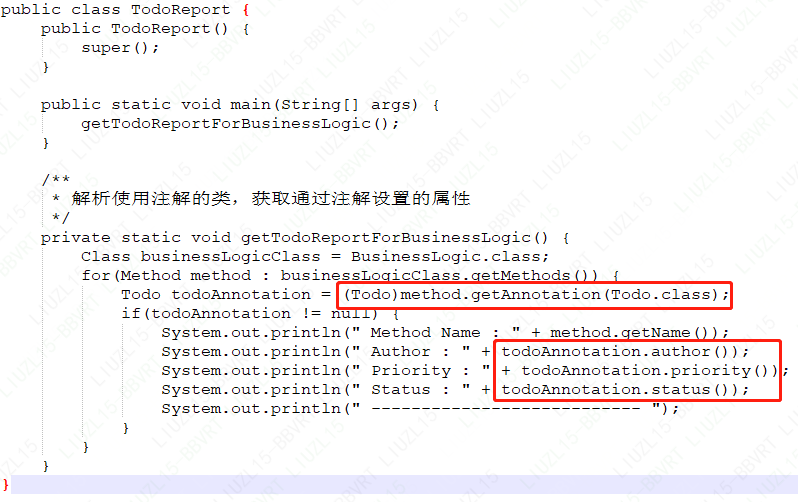 public class TodoReport {
    public TodoReport() {
        super();
    }

    public static void main(String[] args) {
        getTodoReportForBusinessLogic();
    }

    /**
     * 解析使用注解的类，获取通过注解设置的属性
     */
    private static void getTodoReportForBusinessLogic() {
        Class businessLogicClass = BusinessLogic.class;
        for(Method method : businessLogicClass.getMethods()) {
            Todo todoAnnotation = (Todo)method.getAnnotation(Todo.class);
            if(todoAnnotation != null) {
                System.out.println(" Method Name : " + method.getName());
                System.out.println(" Author : " + todoAnnotation.author());
                System.out.println(" Priority : " + todoAnnotation.priority());
                System.out.println(" Status : " + todoAnnotation.status());
                System.out.println(" --------------------------- ");
            }
        }
    }
}